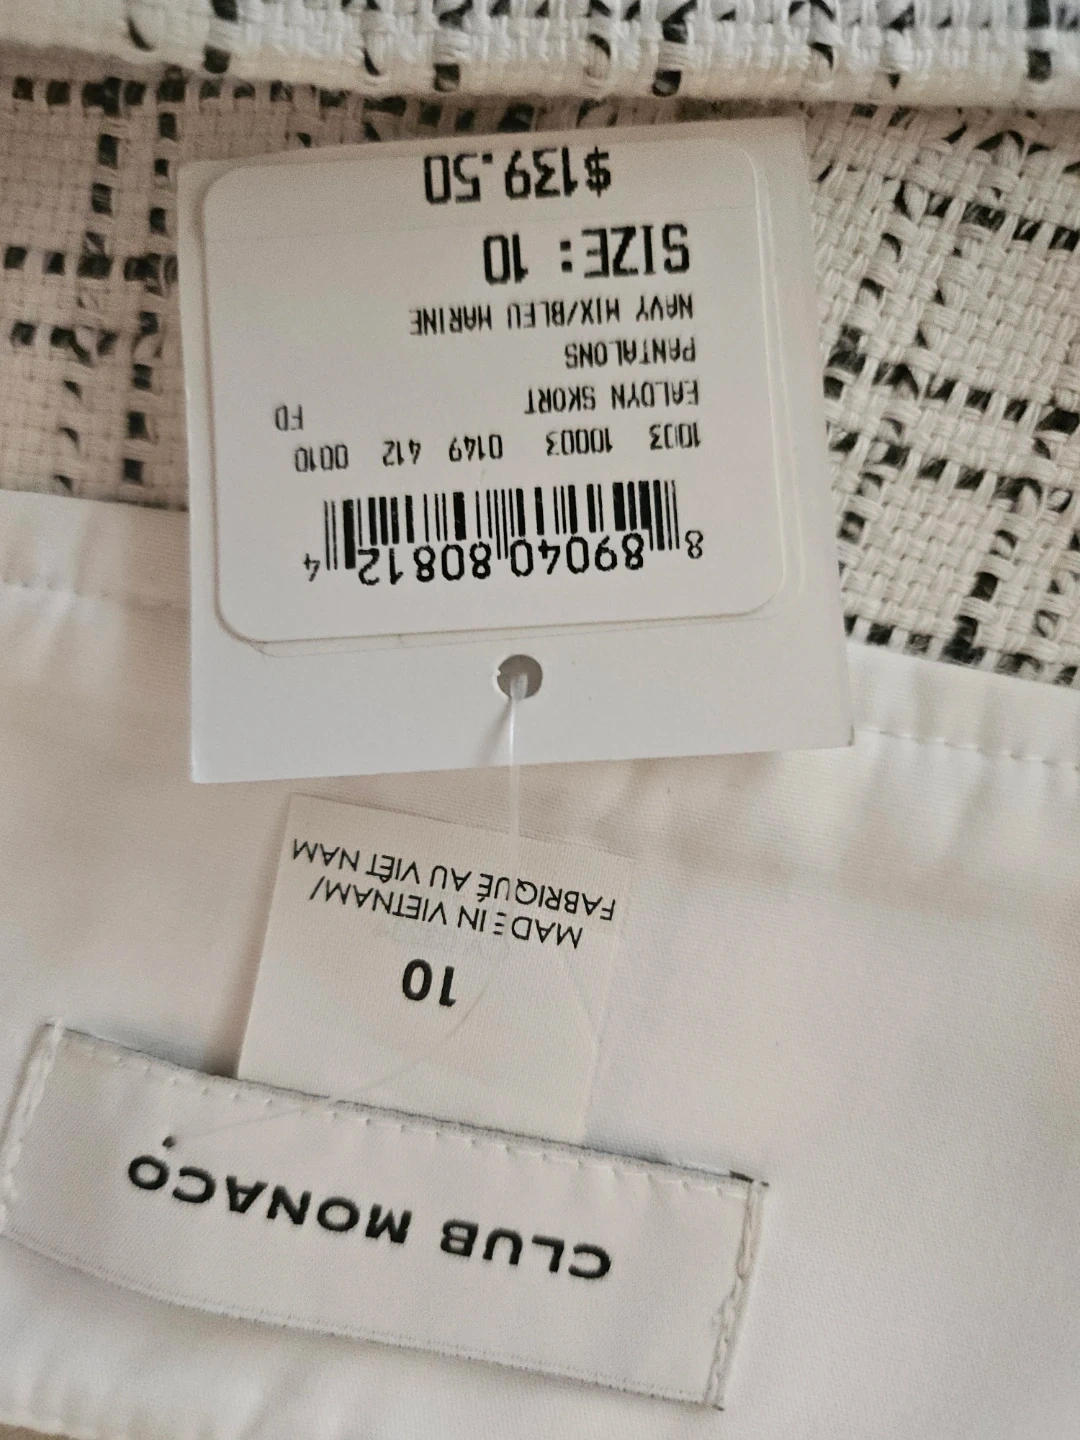 CLUB MONACO
10
MADE IN VIETNAM/
FABRIQUÉ AU VIÊT NAM
8 89040 80812 4
1003 10003 0149 412 0010
EALDYN SKORT FD
PANTALONS
NAVY MIX/BLEU MARINE
SIZE: 10
$139.50